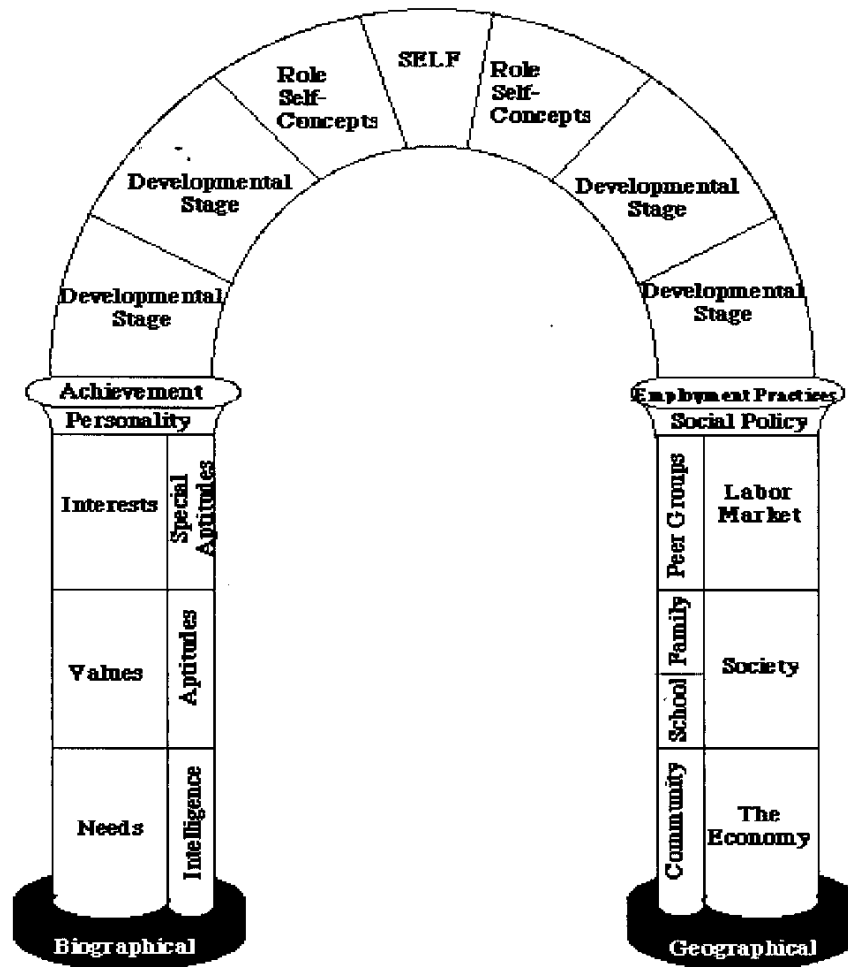 SELF
Role
Self-
Concepts
Role
Self-
Concepts
Developmental
Stage
Developmental
Stage
Developmental
Stage
Developmental
Stage
Achievement
Personality
Interests
Special
Aptitudes
Values
Aptitudes
Needs
Intelligence
Biographical
Employment Practices
Social Policy
Peer Groups
Labor
Market
Family
School
Society
Community
The
Economy
Geographical